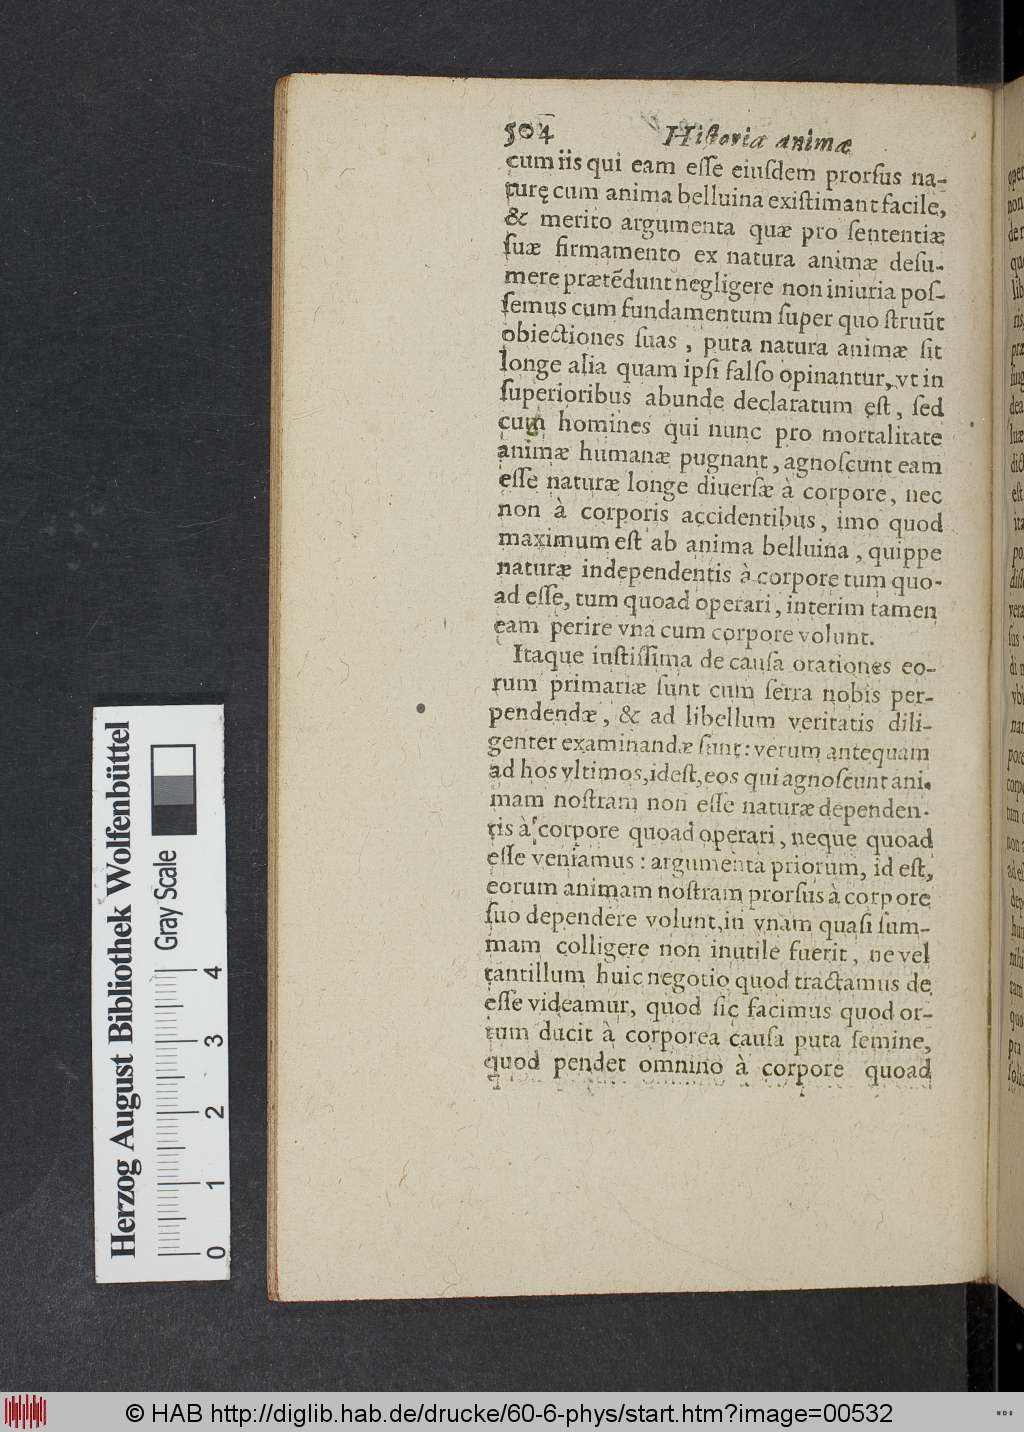 504 Historiæ animæ
cum iis qui eam esse eiusdem prorsus na-
turę cum anima belluina existimant facile,
& merito argumenta quæ pro sententiæ
suæ firmamento ex natura animæ desu-
mere prætẽdunt negligere non iniuria pos-
semus cum fundamentum super quo struũt
obiectiones suas, puta natura animæ sit
longe alia quam ipsi falso opinantur, vt in
superioribus abunde declaratum est, sed
cum homines qui nunc pro mortalitate
animæ humanæ pugnant, agnoscunt eam
esse naturæ longe diuersæ à corpore, nec
non à corporis accidentibus, imo quod
maximum est ab anima belluina, quippe
naturæ independentis à corpore tum quo-
ad esse, tum quoad operari, interim tamen
eam perire vna cum corpore volunt.
Itaque iustissima de causa orationes eo-
rum primariæ sunt cum serra nobis per-
pendendæ, & ad libellum veritatis dili-
genter examinandæ sunt: verum antequam
ad hos vltimos, id est, eos qui agnoscunt ani-
mam nostram non esse naturæ dependen-
tis à corpore quoad operari, neque quoad
esse veniamus: argumenta priorum, id est,
eorum animam nostram prorsus à corpore
suo dependere volunt, in vnam quasi sum-
mam colligere non inutile fuerit, ne vel
tantillum huic negotio quod tractamus de
esse videamur, quod sic facimus quod or-
tum ducit à corporea causa puta semine,
quod pendet omnino à corpore quoad
Herzog August Bibliothek Wolfenbüttel
Gray Scale
0 1 2 3 4
© HAB http://diglib.hab.de/drucke/60-6-phys/start.htm?image=00532